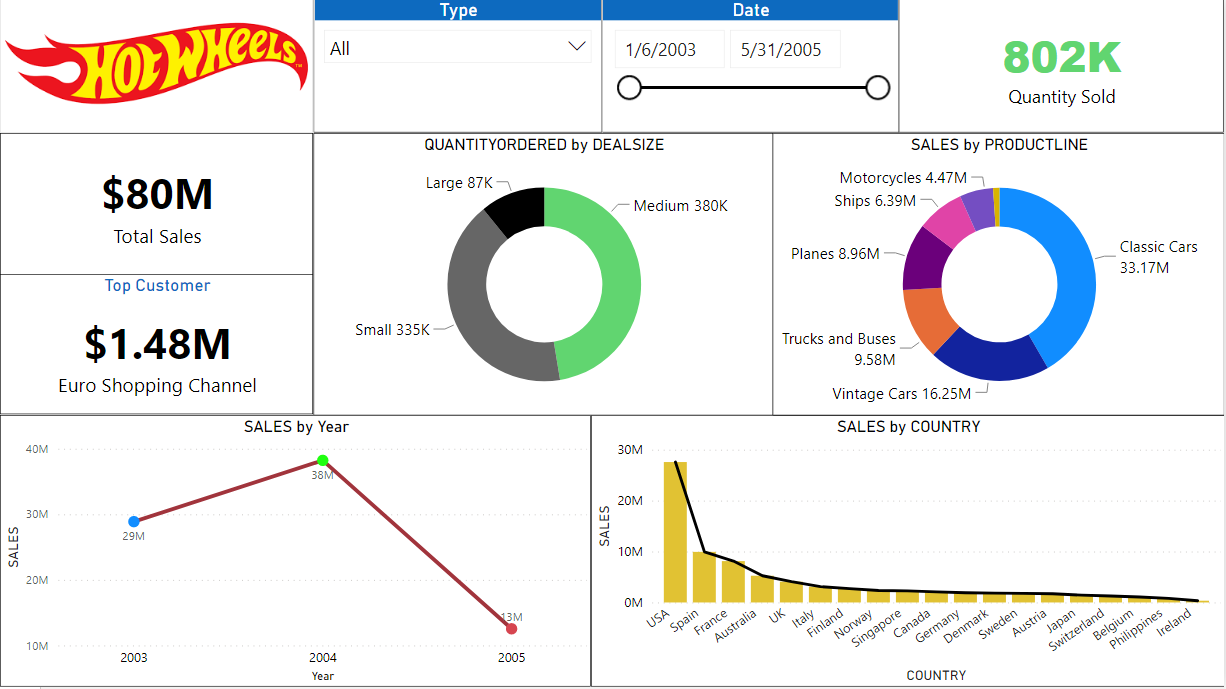 HOT WHEELS
TM
Type
All
Date
1/6/2003
5/31/2005
802K
Quantity Sold
$80M
Total Sales
Top Customer
$1.48M
Euro Shopping Channel
QUANTITYORDERED by DEALSIZE
Large 87K
Medium 380K
Small 335K
SALES by PRODUCTLINE
Motorcycles 4.47M
Ships 6.39M
Planes 8.96M
Trucks and Buses
9.58M
Vintage Cars 16.25M
Classic Cars
33.17M
SALES by Year
SALES
40M
30M
20M
10M
29M
38M
13M
2003
2004
2005
Year
SALES by COUNTRY
SALES
30M
20M
10M
0M
USA
Spain
France
Australia
UK
Italy
Finland
Norway
Singapore
Canada
Germany
Denmark
Sweden
Austria
Japan
Switzerland
Belgium
Philippines
Ireland
COUNTRY